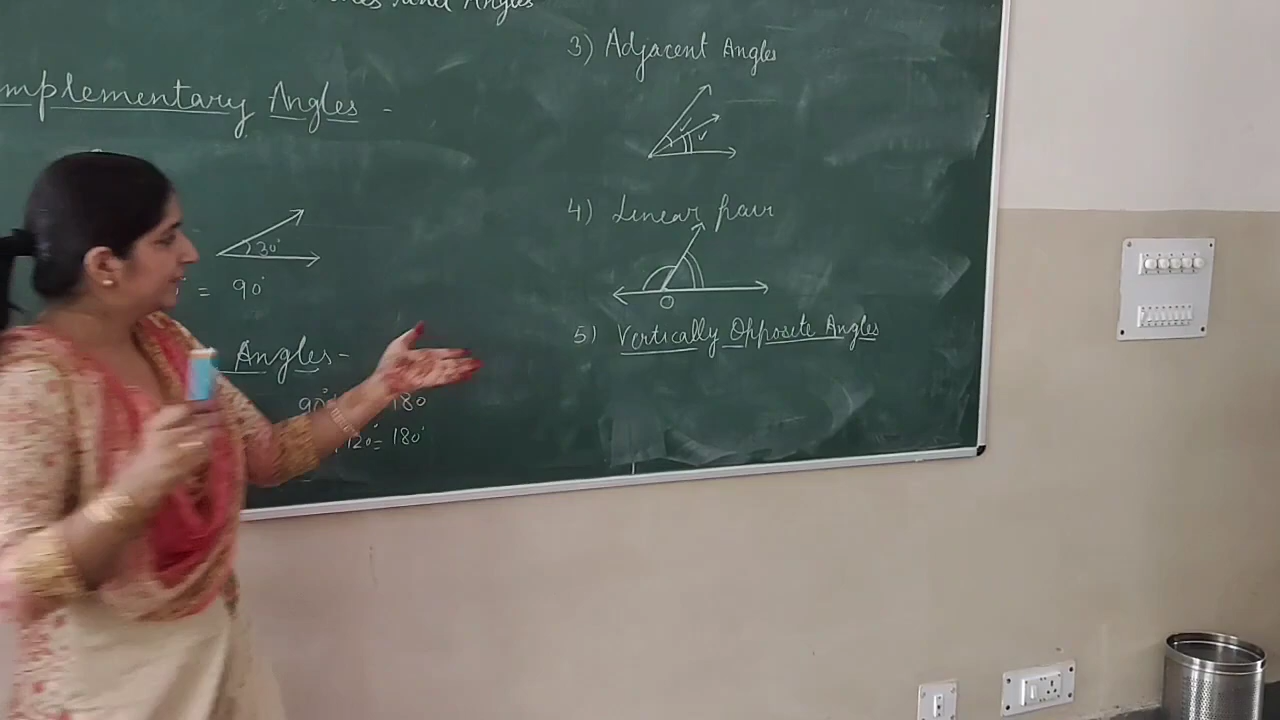 and Angles
mplementary Angles -
30°
° = 90°
Angles -
90° 180
120° = 180°
3) Adjacent Angles
4) Linear pair
O
5) Vertically Opposite Angles